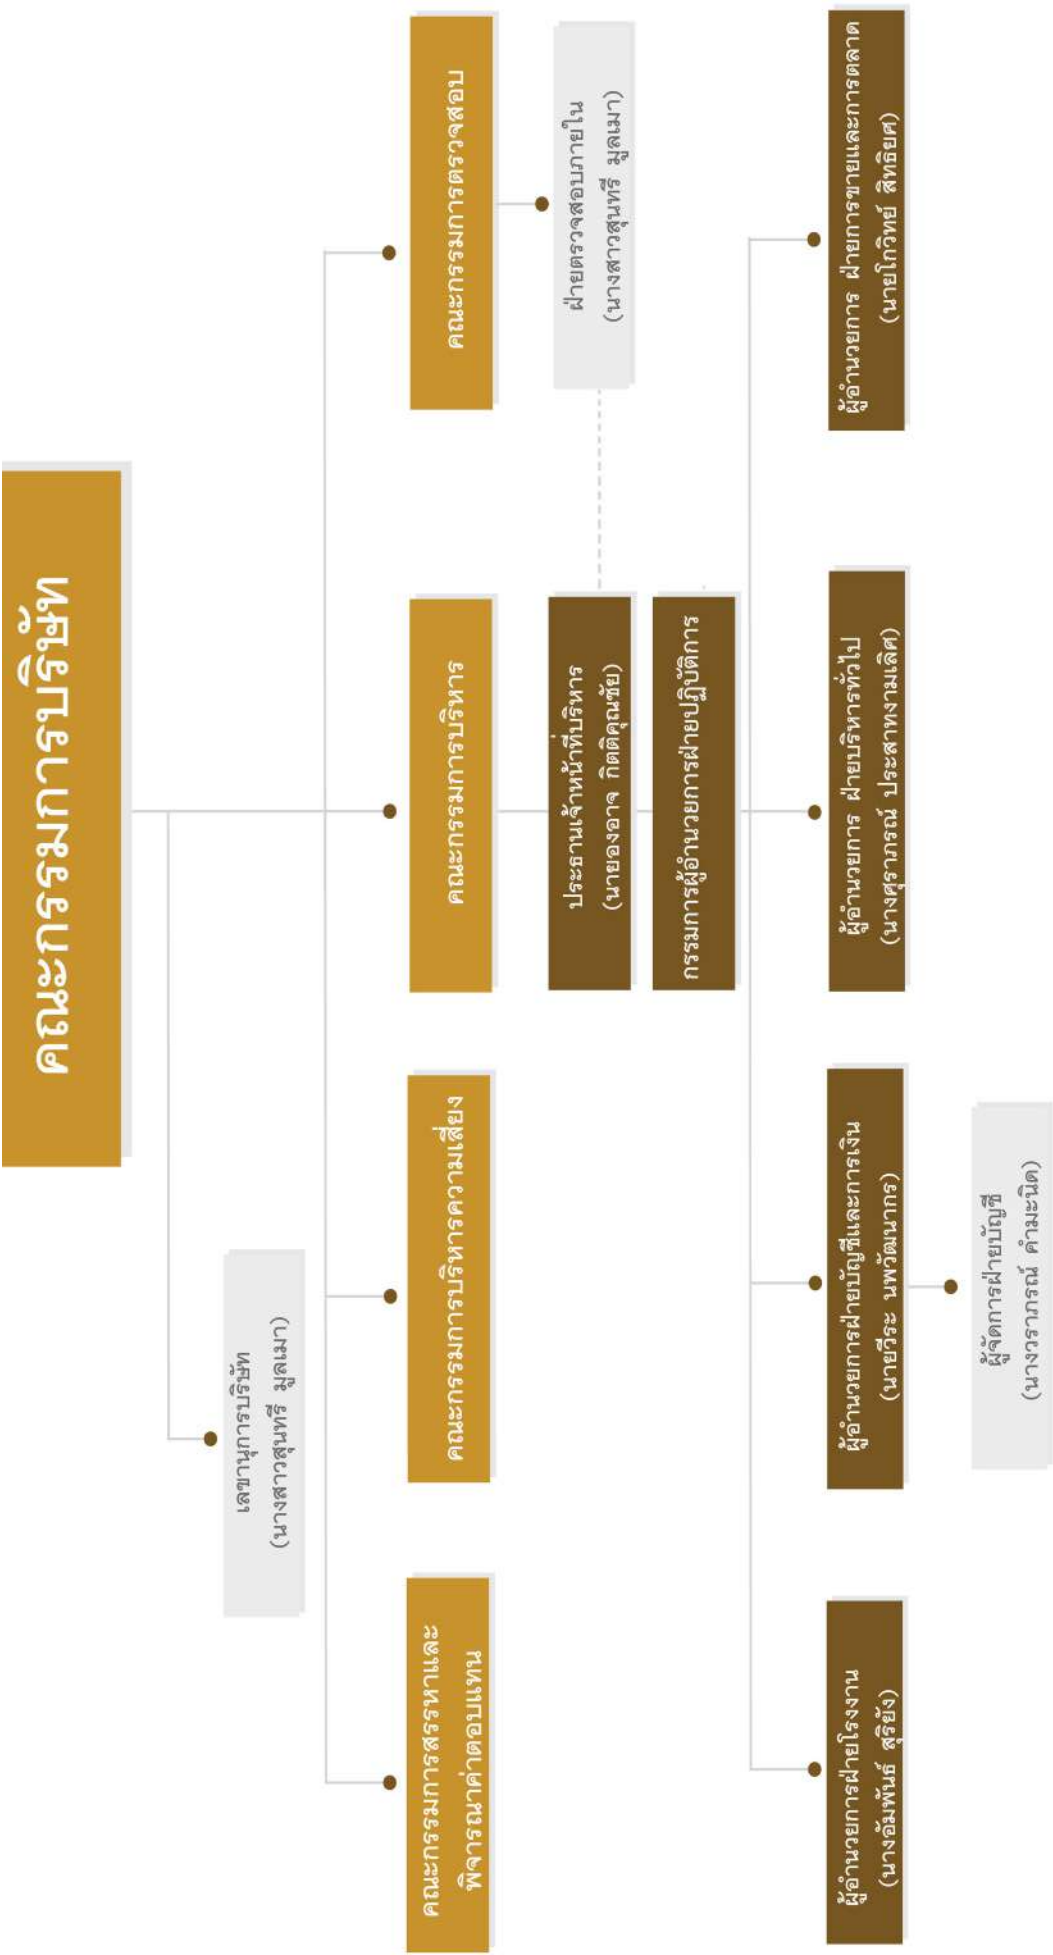 คณะกรรมการบริษัท
เลขานุการบริษัท
(นางสาวสุนทรี มูลเมา)
คณะกรรมการสรรหาและ
พิจารณาค่าตอบแทน
คณะกรรมการบริหารความเสี่ยง
คณะกรรมการบริหาร
คณะกรรมการตรวจสอบ
ประธานเจ้าหน้าที่บริหาร
(นายองอาจ กิตติคุณชัย)
ฝ่ายตรวจสอบภายใน
(นางสาวสุนทรี มูลเมา)
กรรมการผู้อำนวยการฝ่ายปฏิบัติการ
ผู้อำนวยการฝ่ายโรงงาน
(นางอัมพันธ์ สุริยัง)
ผู้อำนวยการฝ่ายบัญชีและการเงิน
(นายวีระ นพวัฒนากร)
ผู้อำนวยการ ฝ่ายบริหารทั่วไป
(นางศุราภรณ์ ประสาทงามเลิศ)
ผู้อำนวยการ ฝ่ายการขายและการตลาด
(นายโกวิทย์ สิทธิยศ)
ผู้จัดการฝ่ายบัญชี
(นางวราภรณ์ คำมะนิด)